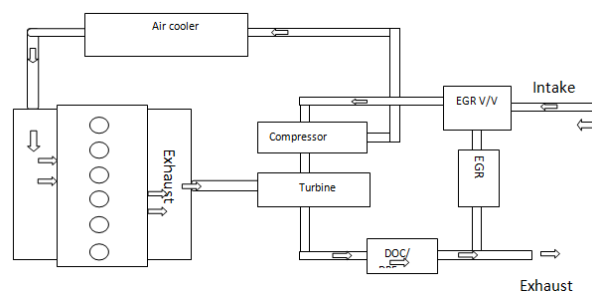 Air cooler
Intake
EGR V/V
Compressor
Exhaust
EGR
Turbine
DOC/
Exhaust